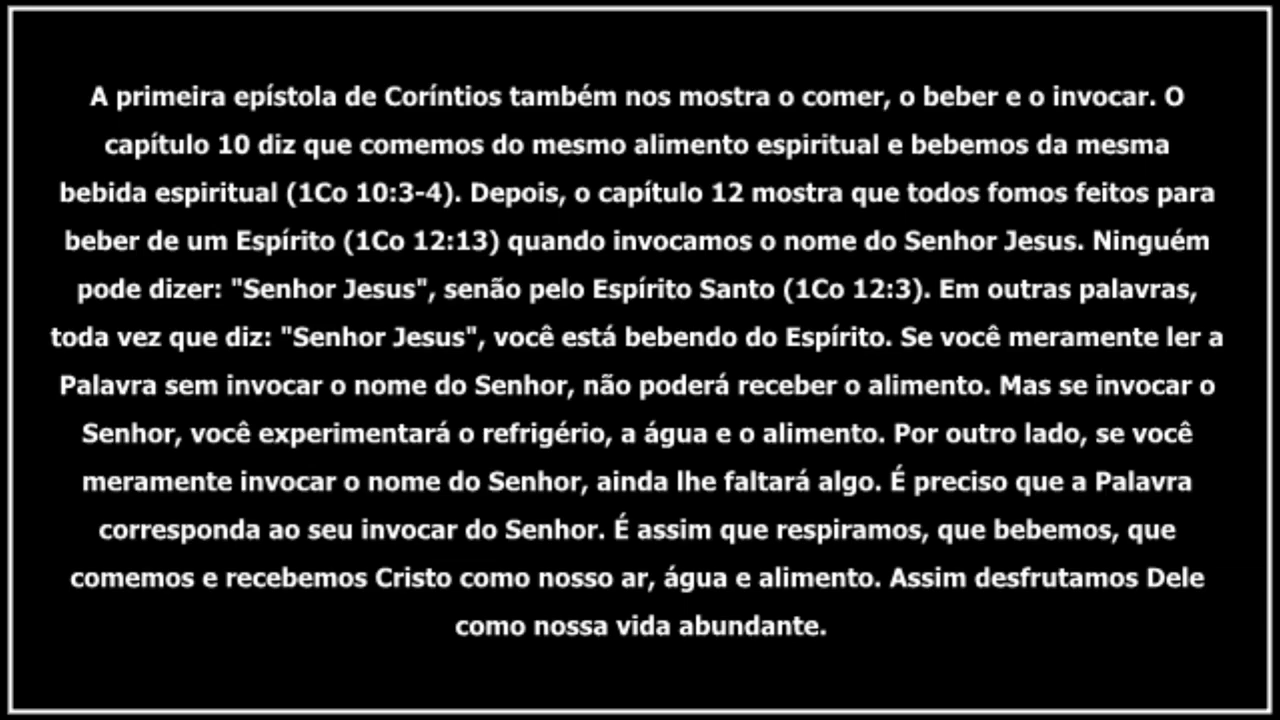 A primeira epístola de Coríntios também nos mostra o comer, o beber e o invocar. O
capítulo 10 diz que comemos do mesmo alimento espiritual e bebemos da mesma
bebida espiritual (1Co 10:3-4). Depois, o capítulo 12 mostra que todos fomos feitos para
beber de um Espírito (1Co 12:13) quando invocamos o nome do Senhor Jesus. Ninguém
pode dizer: "Senhor Jesus", senão pelo Espírito Santo (1Co 12:3). Em outras palavras,
toda vez que diz: "Senhor Jesus", você está bebendo do Espírito. Se você meramente ler a
Palavra sem invocar o nome do Senhor, não poderá receber o alimento. Mas se invocar o
Senhor, você experimentará o refrigério, a água e o alimento. Por outro lado, se você
meramente invocar o nome do Senhor, ainda lhe faltará algo. É preciso que a Palavra
corresponda ao seu invocar do Senhor. É assim que respiramos, que bebemos, que
comemos e recebemos Cristo como nosso ar, água e alimento. Assim desfrutamos Dele
como nossa vida abundante.